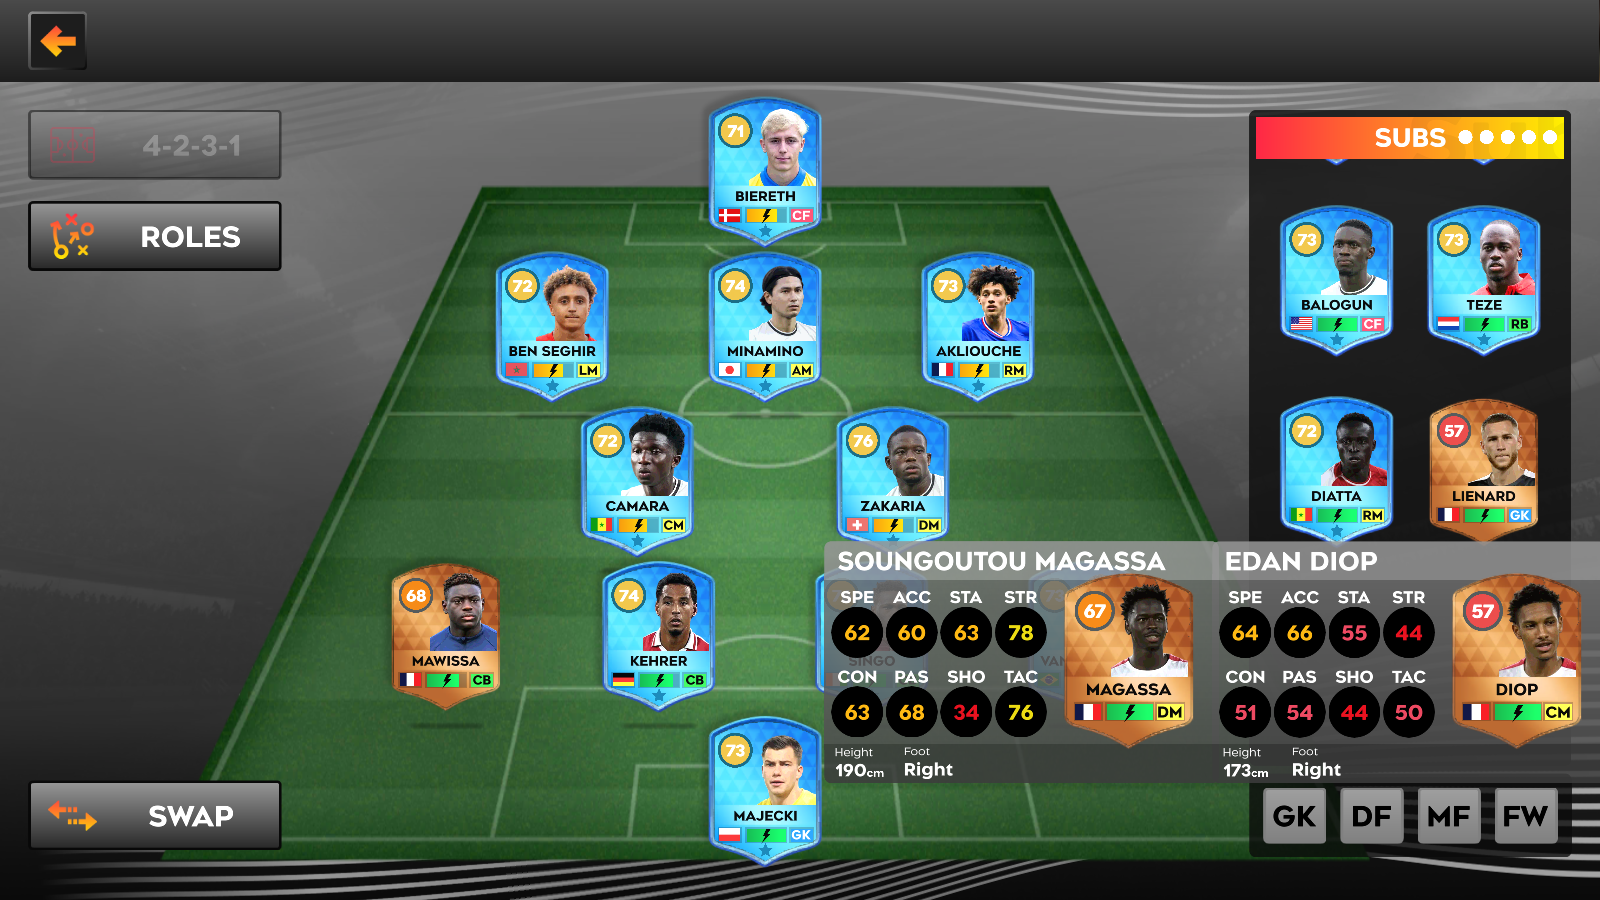 4-2-3-1
ROLES
SWAP
71
BIERETH
CF
72
BEN SEGHIR
LM
74
MINAMINO
AM
73
AKLIOUCHE
RM
72
CAMARA
CM
76
ZAKARIA
DM
68
MAWISSA
CB
74
KEHRER
CB
SINGO
73
VAN
73
MAJECKI
GK
SUBS
73
BALOGUN
CF
73
TEZE
RB
72
DIATTA
RM
57
LIENARD
GK
SOUNGOUTOU MAGASSA
SPE ACC STA STR
62 60 63 78
CON PAS SHO TAC
63 68 34 76
Height Foot
190cm Right
67
MAGASSA
DM
EDAN DIOP
SPE ACC STA STR
64 66 55 44
CON PAS SHO TAC
51 54 44 50
Height Foot
173cm Right
57
DIOP
CM
GK DF MF FW